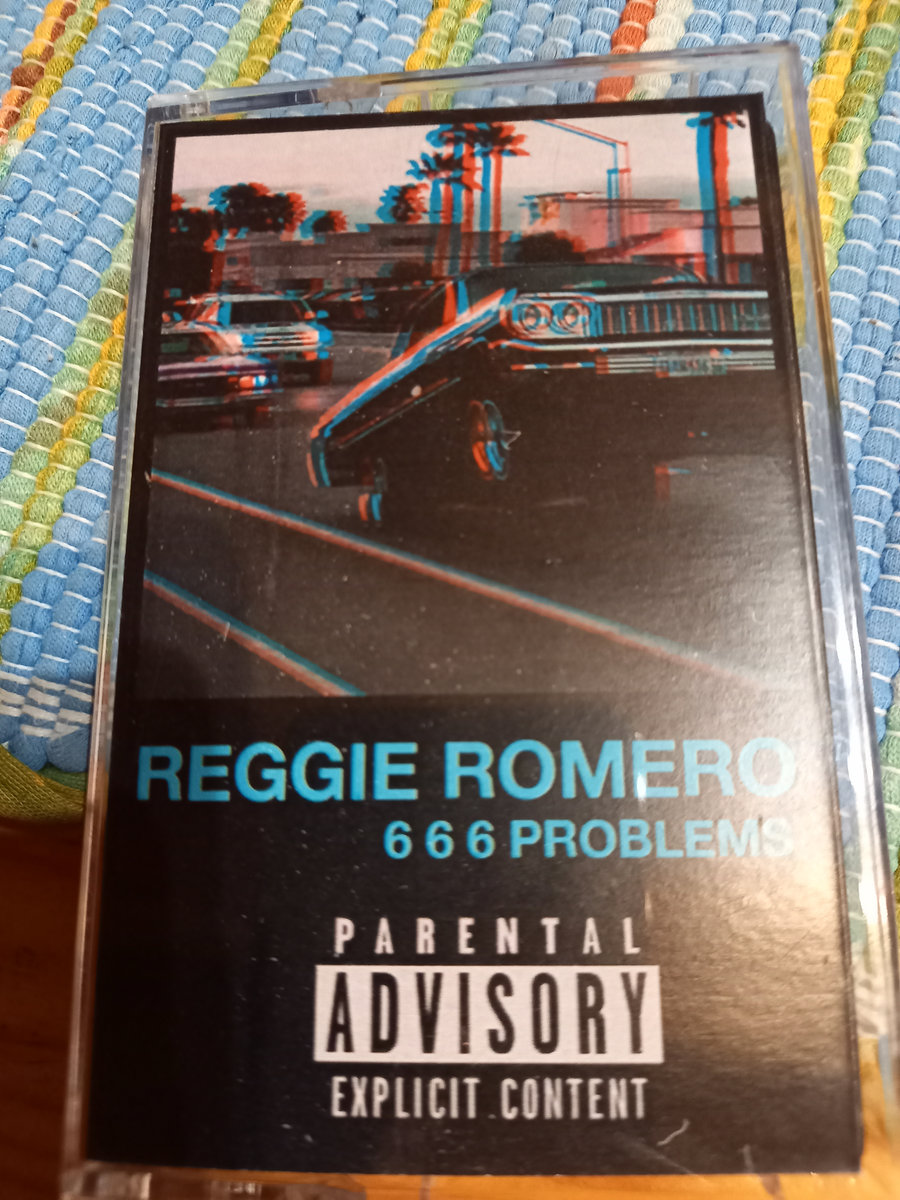 REGGIE ROMERO
6 6 6 PROBLEMS
PARENTAL
ADVISORY
EXPLICIT CONTENT